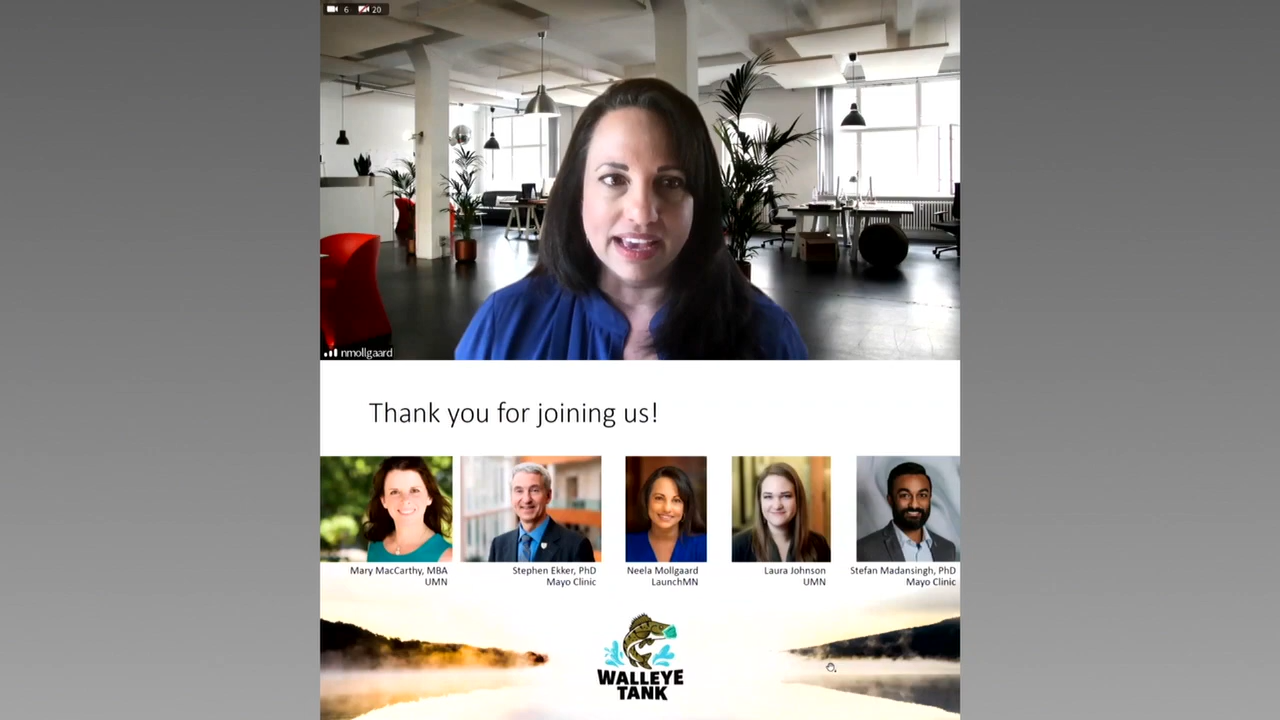 6 20
nmollgaard
Thank you for joining us!
Mary MacCarthy, MBA
UMN
Stephen Ekker, PhD
Mayo Clinic
Neela Mollgaard
LaunchMN
Laura Johnson
UMN
Stefan Madansingh, PhD
Mayo Clinic
WALLEYE
TANK